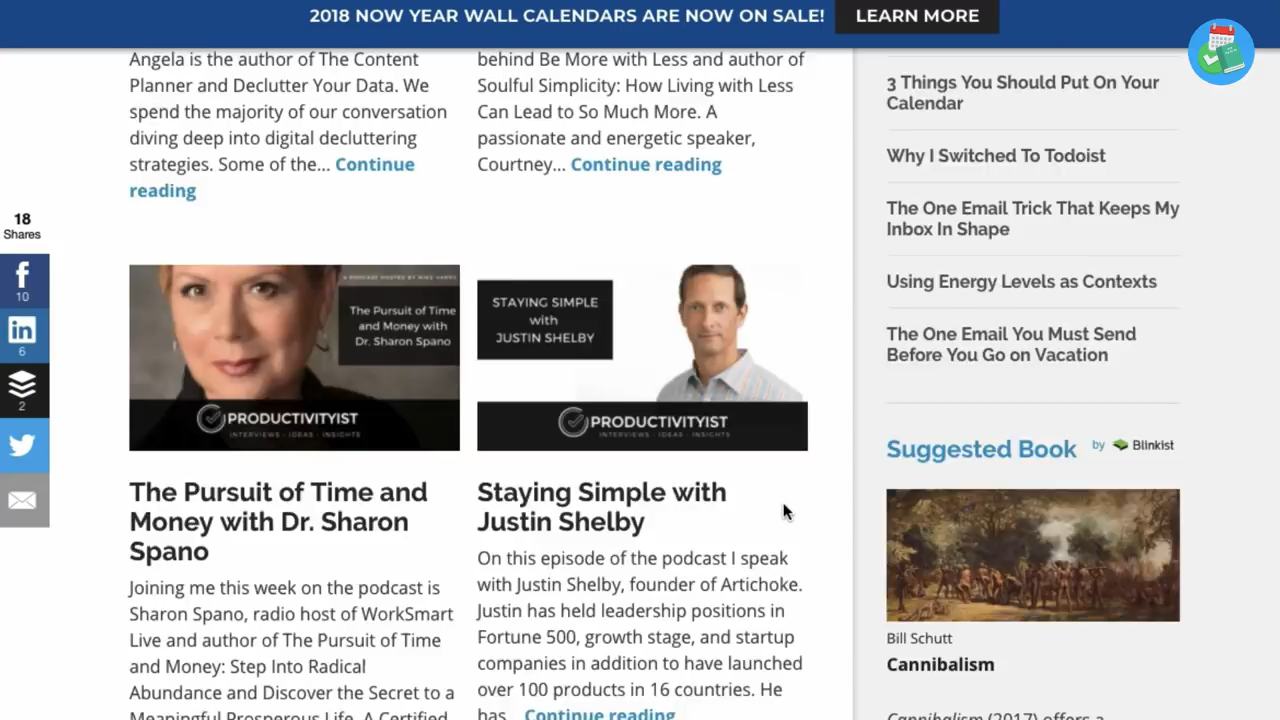 2018 NOW YEAR WALL CALENDARS ARE NOW ON SALE! LEARN MORE
Angela is the author of The Content
Planner and Declutter Your Data. We
spend the majority of our conversation
diving deep into digital decluttering
strategies. Some of the... Continue
reading
behind Be More with Less and author of
Soulful Simplicity: How Living with Less
Can Lead to So Much More. A
passionate and energetic speaker,
Courtney... Continue reading
18
Shares
10
6
2
A PODCAST HOSTED BY MIKE VARDY
The Pursuit of Time
and Money with
Dr. Sharon Spano
PRODUCTIVITYIST
INTERVIEWS · IDEAS · INSIGHTS
The Pursuit of Time and
Money with Dr. Sharon
Spano
Joining me this week on the podcast is
Sharon Spano, radio host of WorkSmart
Live and author of The Pursuit of Time
and Money: Step Into Radical
Abundance and Discover the Secret to a
Meaningful Prosperous Life. A Certified
STAYING SIMPLE
with
JUSTIN SHELBY
PRODUCTIVITYIST
INTERVIEWS · IDEAS · INSIGHTS
Staying Simple with
Justin Shelby
On this episode of the podcast I speak
with Justin Shelby, founder of Artichoke.
Justin has held leadership positions in
Fortune 500, growth stage, and startup
companies in addition to have launched
over 100 products in 16 countries. He
has... Continue reading
3 Things You Should Put On Your
Calendar
Why I Switched To Todoist
The One Email Trick That Keeps My
Inbox In Shape
Using Energy Levels as Contexts
The One Email You Must Send
Before You Go on Vacation
Suggested Book by Blinkist
Bill Schutt
Cannibalism
Cannibalism (2017) offers a